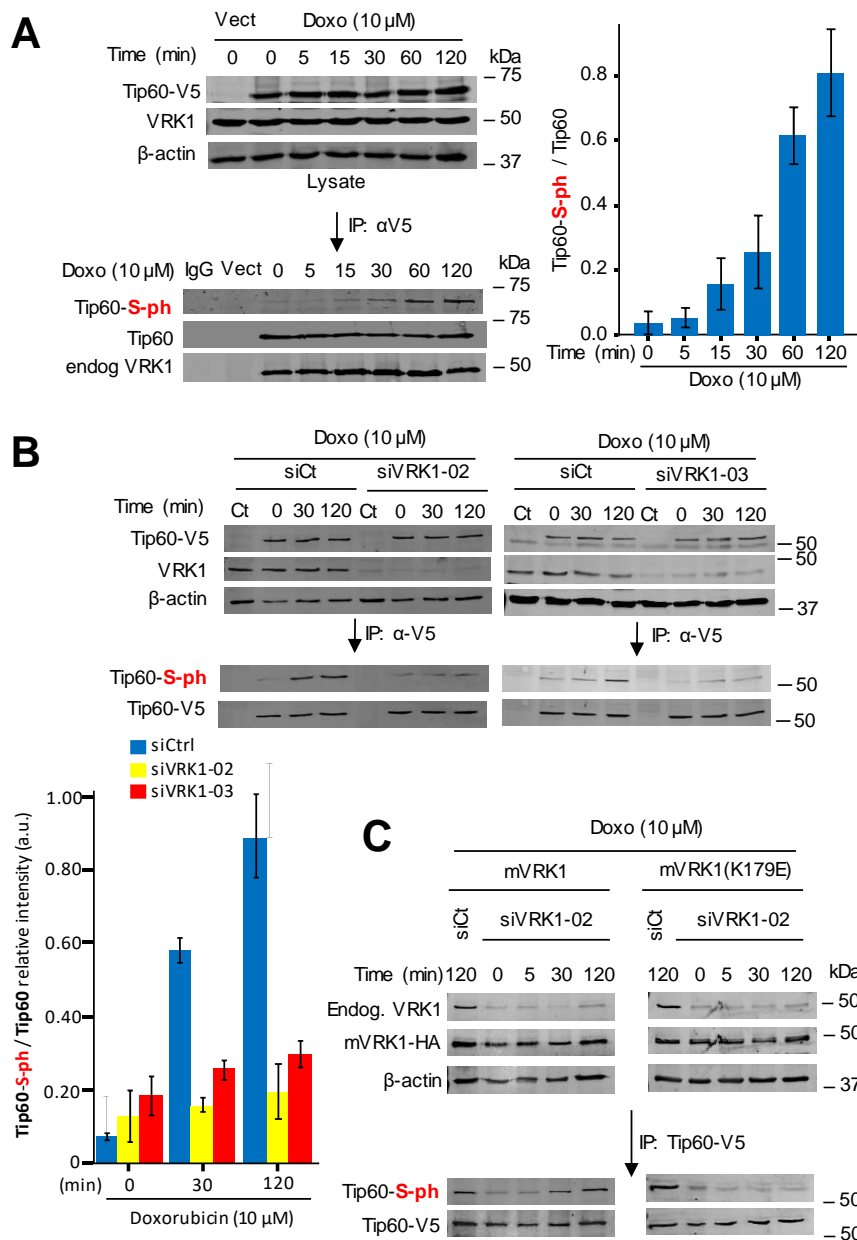 A
Vect Doxo (10 µM)
Time (min) 0 0 5 15 30 60 120 kDa
Tip60-V5
75
VRK1
50
β-actin
37
Lysate
IP: αV5
Doxo (10 µM) IgG Vect 0 5 15 30 60 120 kDa
Tip60-S-ph
75
75
Tip60
endog VRK1
50
Tip60-S-ph / Tip60
0.8
0.6
0.4
0.2
0.0
Time (min) 0 5 15 30 60 120
Doxo (10 µM)
B
Doxo (10 µM)
siCt siVRK1-02
Time (min) Ct 0 30 120 Ct 0 30 120
Tip60-V5
VRK1
β-actin
IP: α-V5
Tip60-S-ph
Tip60-V5
Doxo (10 µM)
siCt siVRK1-03
Ct 0 30 120 Ct 0 30 120
50
50
37
IP: α-V5
50
50
siCtrl
siVRK1-02
siVRK1-03
Tip60-S-ph / Tip60 relative intensity (a.u.)
1.00
0.80
0.60
0.40
0.20
0
(min) 0 30 120
Doxorubicin (10 µM)
C
Doxo (10 µM)
mVRK1 mVRK1(K179E)
siCt siVRK1-02 siCt siVRK1-02
Time (min) 120 0 5 30 120 120 0 5 30 120 kDa
Endog. VRK1 50
mVRK1-HA 50
β-actin 37
IP: Tip60-V5
Tip60-S-ph 50
Tip60-V5 50